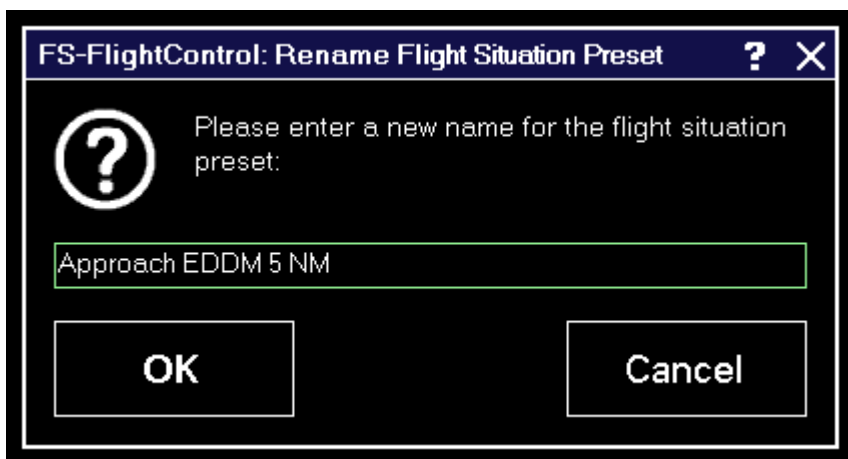 FS-FlightControl: Rename Flight Situation Preset ? X
?
Please enter a new name for the flight situation
preset:
Approach EDDM 5 NM
OK
Cancel